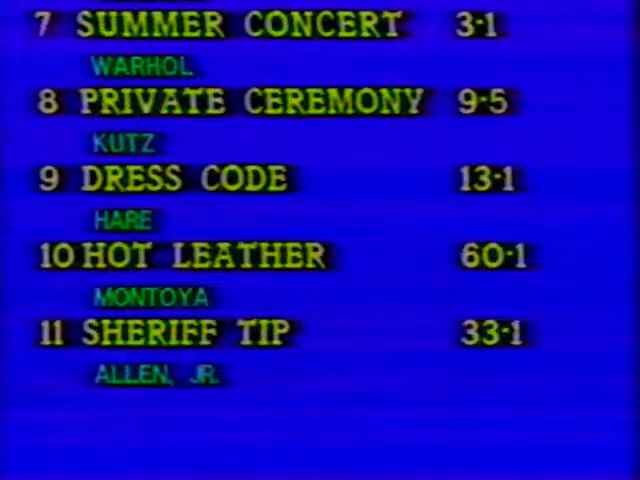 7 SUMMER CONCERT 3-1
WARHOL
8 PRIVATE CEREMONY 9-5
KUTZ
9 DRESS CODE 13-1
HARE
10 HOT LEATHER 60-1
MONTOYA
11 SHERIFF TIP 33-1
ALLEN, JR.